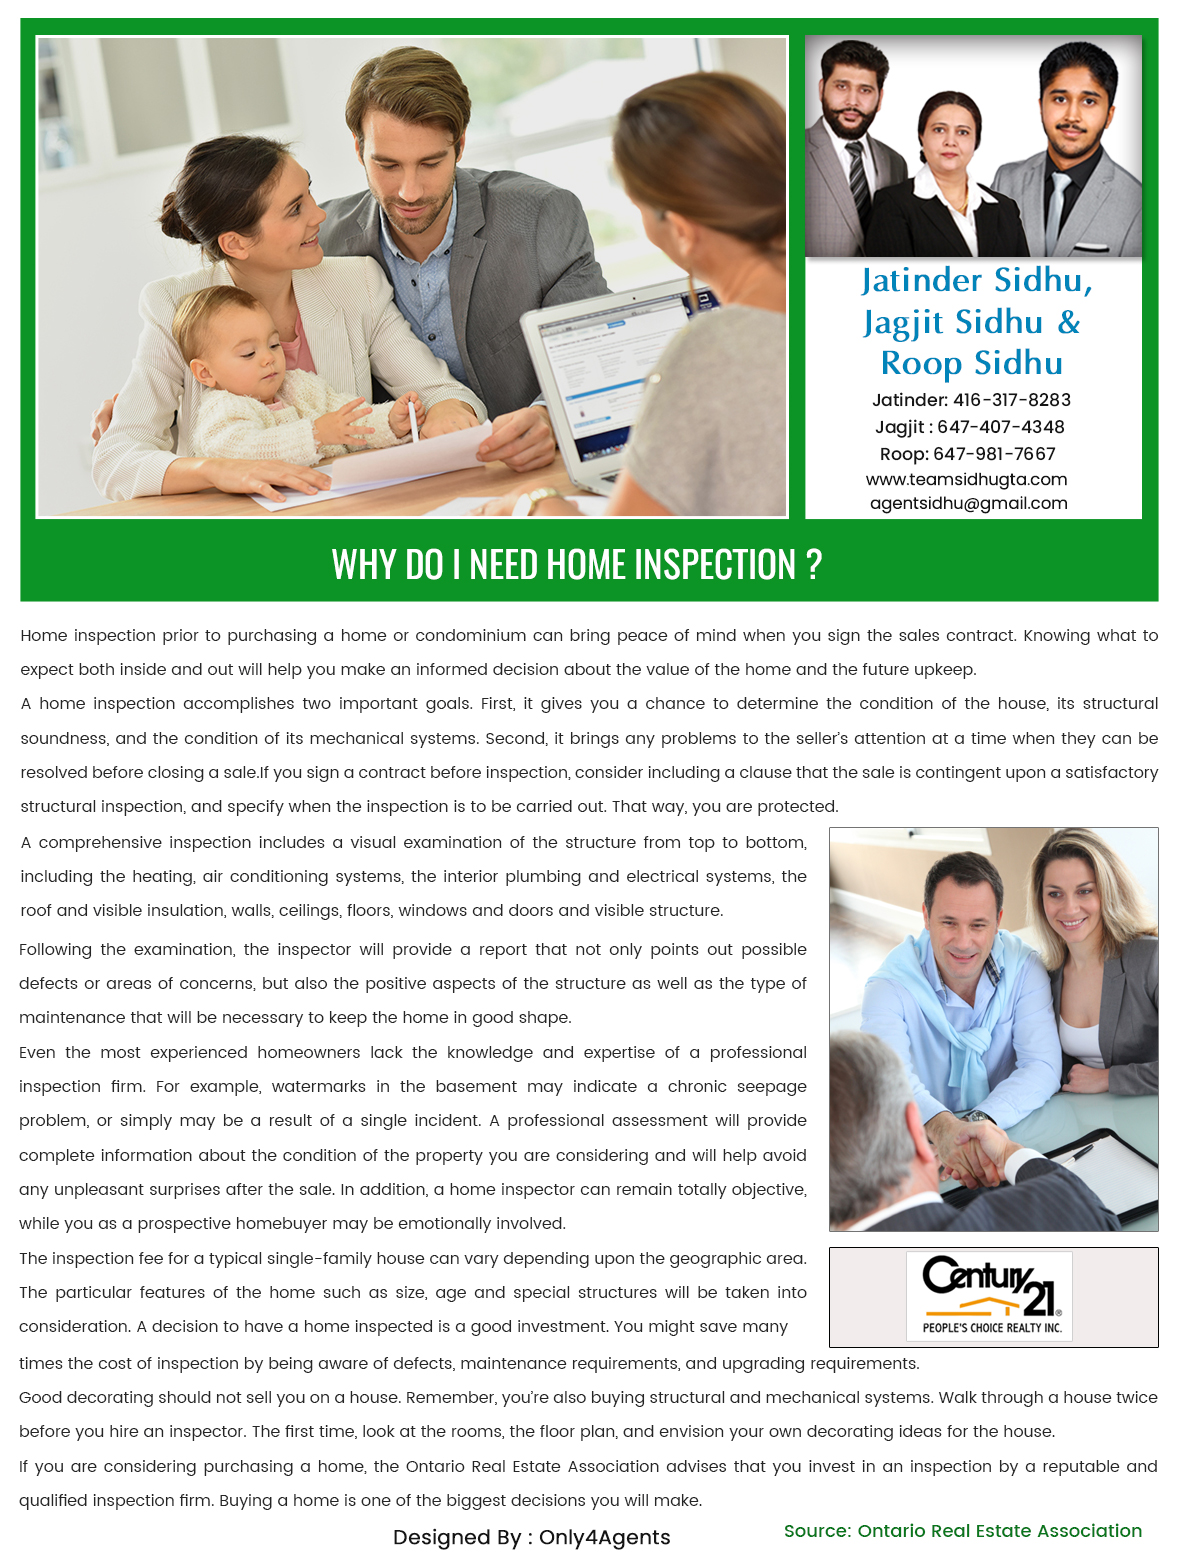 Jatinder Sidhu,
Jagjit Sidhu &
Roop Sidhu
Jatinder: 416-317-8283
Jagjit : 647-407-4348
Roop: 647-981-7667
www.teamsidhugta.com
agentsidhu@gmail.com
WHY DO I NEED HOME INSPECTION ?
Home inspection prior to purchasing a home or condominium can bring peace of mind when you sign the sales contract. Knowing what to
expect both inside and out will help you make an informed decision about the value of the home and the future upkeep.
A home inspection accomplishes two important goals. First, it gives you a chance to determine the condition of the house, its structural
soundness, and the condition of its mechanical systems. Second, it brings any problems to the seller's attention at a time when they can be
resolved before closing a sale.If you sign a contract before inspection, consider including a clause that the sale is contingent upon a satisfactory
structural inspection, and specify when the inspection is to be carried out. That way, you are protected.
A comprehensive inspection includes a visual examination of the structure from top to bottom,
including the heating, air conditioning systems, the interior plumbing and electrical systems, the
roof and visible insulation, walls, ceilings, floors, windows and doors and visible structure.
Following the examination, the inspector will provide a report that not only points out possible
defects or areas of concerns, but also the positive aspects of the structure as well as the type of
maintenance that will be necessary to keep the home in good shape.
Even the most experienced homeowners lack the knowledge and expertise of a professional
inspection firm. For example, watermarks in the basement may indicate a chronic seepage
problem, or simply may be a result of a single incident. A professional assessment will provide
complete information about the condition of the property you are considering and will help avoid
any unpleasant surprises after the sale. In addition, a home inspector can remain totally objective,
while you as a prospective homebuyer may be emotionally involved.
The inspection fee for a typical single-family house can vary depending upon the geographic area.
The particular features of the home such as size, age and special structures will be taken into
consideration. A decision to have a home inspected is a good investment. You might save many
times the cost of inspection by being aware of defects, maintenance requirements, and upgrading requirements.
Good decorating should not sell you on a house. Remember, you're also buying structural and mechanical systems. Walk through a house twice
before you hire an inspector. The first time, look at the rooms, the floor plan, and envision your own decorating ideas for the house.
If you are considering purchasing a home, the Ontario Real Estate Association advises that you invest in an inspection by a reputable and
qualified inspection firm. Buying a home is one of the biggest decisions you will make.
Century
21®
PEOPLE'S CHOICE REALTY INC.
Designed By : Only4Agents
Source: Ontario Real Estate Association